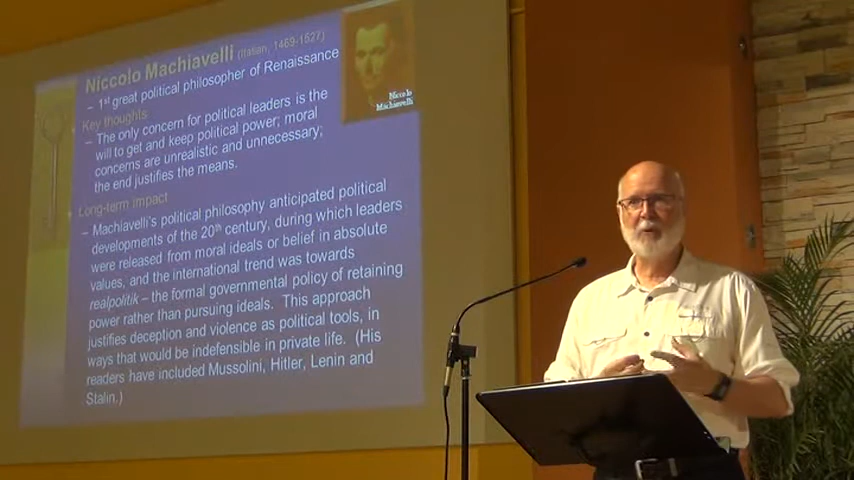 Niccolo Machiavelli (Italian, 1469-1527)
– 1st great political philosopher of Renaissance
Key thoughts
– The only concern for political leaders is the
will to get and keep political power; moral
concerns are unrealistic and unnecessary;
the end justifies the means.
Niccolo
Machiavelli
Long-term impact
– Machiavelli's political philosophy anticipated political
developments of the 20th century, during which leaders
were released from moral ideals or belief in absolute
values, and the international trend was towards
realpolitik – the formal governmental policy of retaining
power rather than pursuing ideals. This approach
justifies deception and violence as political tools, in
ways that would be indefensible in private life. (His
readers have included Mussolini, Hitler, Lenin and
Stalin.)